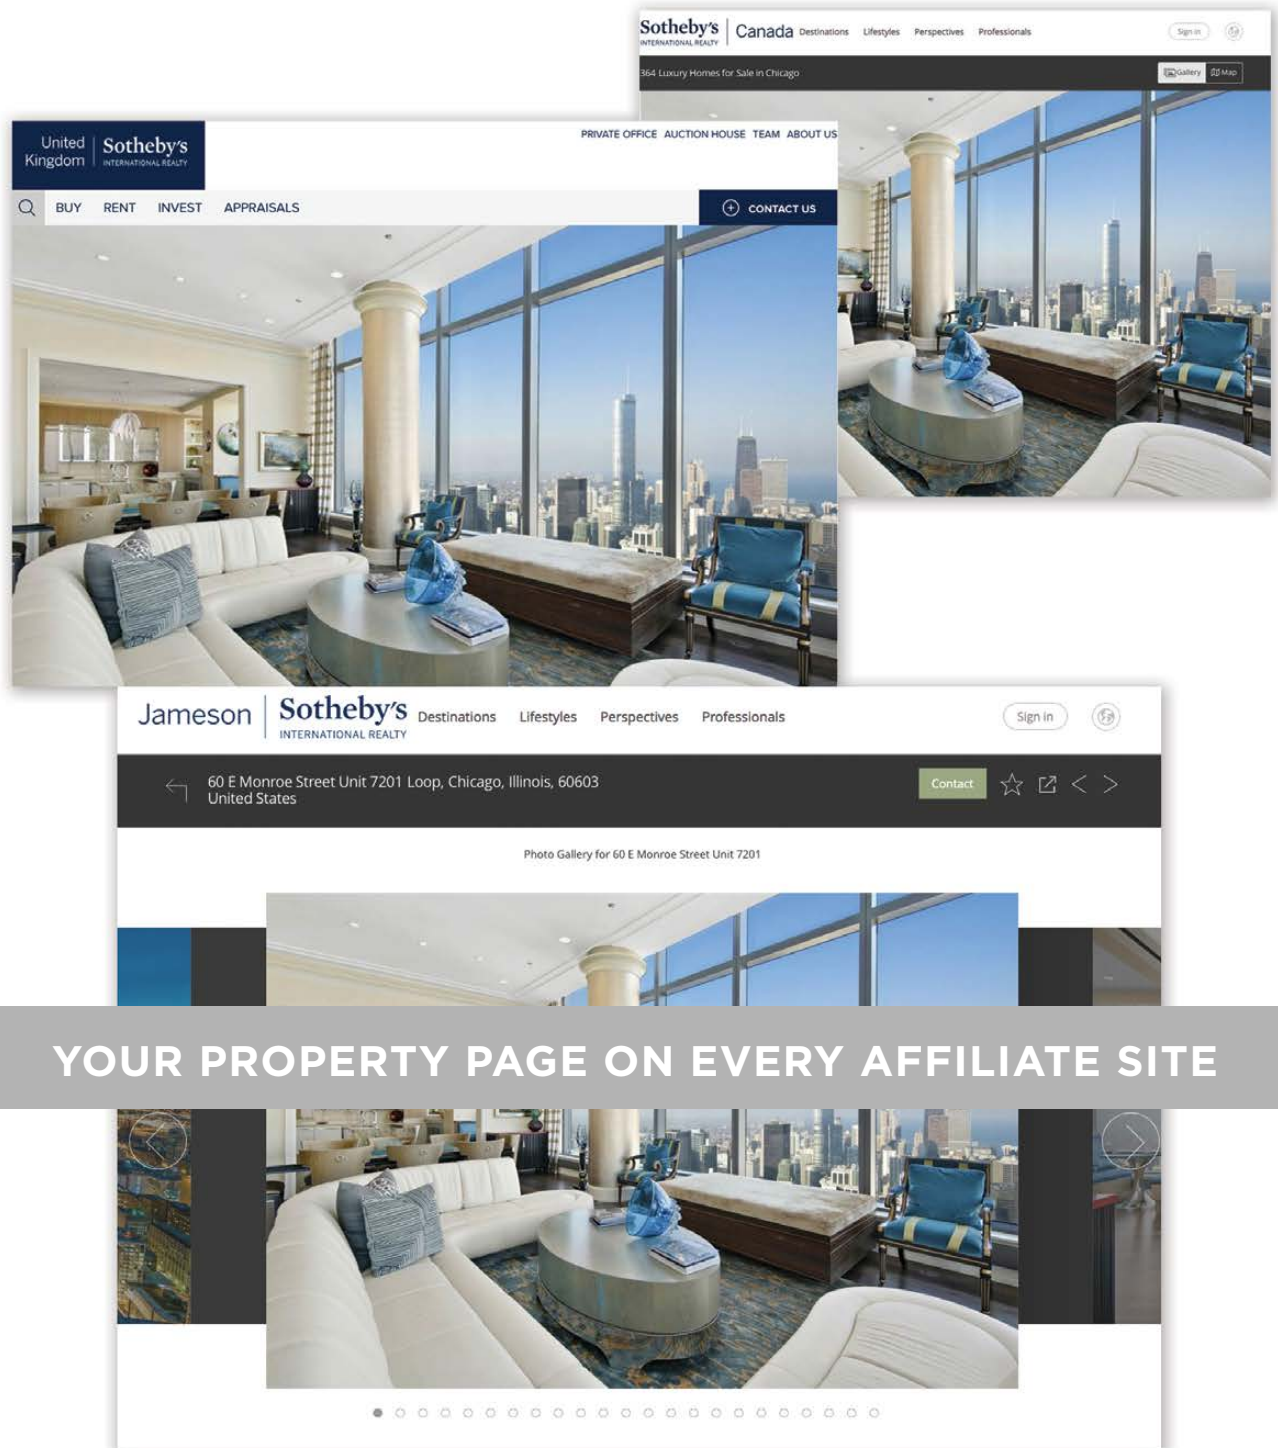 Sotheby's
INTERNATIONAL REALTY
Canada
Destinations Lifestyles Perspectives Professionals
Sign in
364 Luxury Homes for Sale in Chicago
Gallery Map
United
Kingdom
Sotheby's
INTERNATIONAL REALTY
PRIVATE OFFICE AUCTION HOUSE TEAM ABOUT US
BUY RENT INVEST APPRAISALS
CONTACT US
Jameson
Sotheby's
INTERNATIONAL REALTY
Destinations Lifestyles Perspectives Professionals
Sign in
60 E Monroe Street Unit 7201 Loop, Chicago, Illinois, 60603
United States
Contact
Photo Gallery for 60 E Monroe Street Unit 7201
YOUR PROPERTY PAGE ON EVERY AFFILIATE SITE